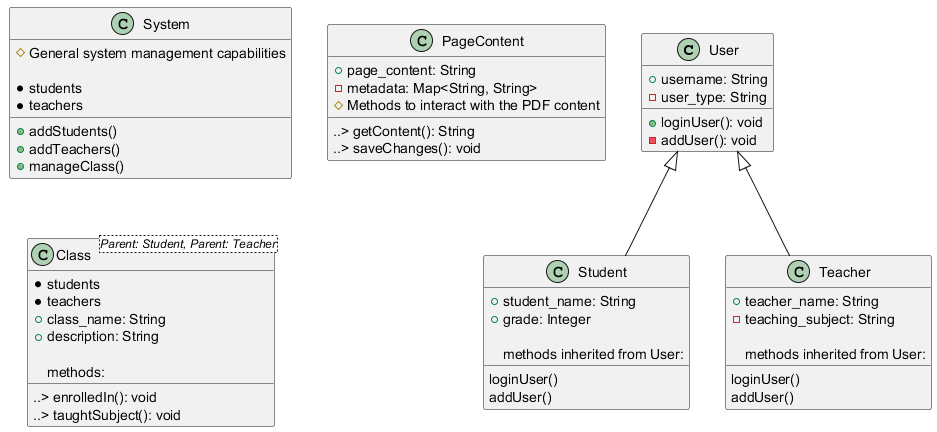 C System
General system management capabilities
students
teachers
addStudents()
addTeachers()
manageClass()
C PageContent
page_content: String
metadata: Map<String, String>
Methods to interact with the PDF content
..> getContent(): String
..> saveChanges(): void
C User
username: String
user_type: String
loginUser(): void
addUser(): void
C Class
Parent: Student, Parent: Teacher
students
teachers
class_name: String
description: String
methods:
..> enrolledIn(): void
..> taughtSubject(): void
C Student
student_name: String
grade: Integer
methods inherited from User:
loginUser()
addUser()
C Teacher
teacher_name: String
teaching_subject: String
methods inherited from User:
loginUser()
addUser()